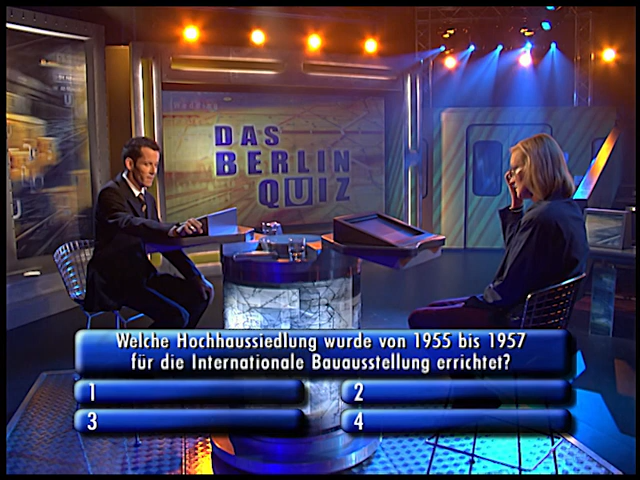 DAS
BERLIN
QUIZ
Welche Hochhaussiedlung wurde von 1955 bis 1957
für die Internationale Bauausstellung errichtet?
1
2
3
4